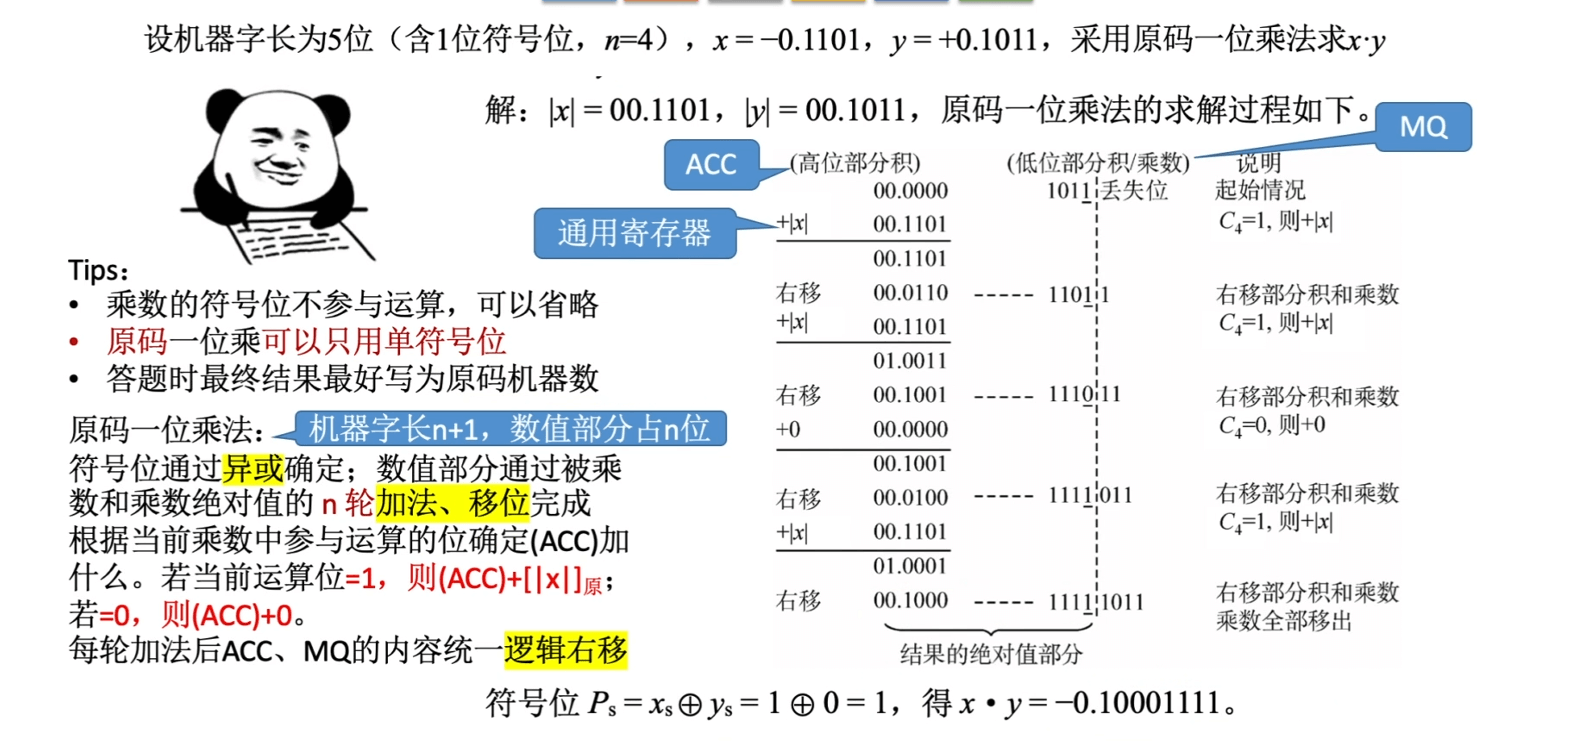 设机器字长为5位（含1位符号位，n=4），x = −0.1101，y = +0.1011，采用原码一位乘法求x·y
解：|x| = 00.1101，|y| = 00.1011，原码一位乘法的求解过程如下。
MQ
ACC
(高位部分积) (低位部分积/乘数) 说明
00.0000 1011 丢失位 起始情况
通用寄存器
+|x| 00.1101 C₄=1, 则+|x|
00.1101
右移 00.0110 ----- 1101 1 右移部分积和乘数
+|x| 00.1101 C₄=1, 则+|x|
01.0011
右移 00.1001 ----- 1110 11 右移部分积和乘数
+0 00.0000 C₄=0, 则+0
00.1001
右移 00.0100 ----- 1111 011 右移部分积和乘数
+|x| 00.1101 C₄=1, 则+|x|
01.0001
右移 00.1000 ----- 1111 1011 右移部分积和乘数
乘数全部移出
结果的绝对值部分
Tips：
• 乘数的符号位不参与运算，可以省略
• 原码一位乘可以只用单符号位
• 答题时最终结果最好写为原码机器数
原码一位乘法：
机器字长n+1，数值部分占n位
符号位通过异或确定；数值部分通过被乘
数和乘数绝对值的 n 轮加法、移位完成
根据当前乘数中参与运算的位确定(ACC)加
什么。若当前运算位=1，则(ACC)+[|x|]原；
若=0，则(ACC)+0。
每轮加法后ACC、MQ的内容统一逻辑右移
符号位 Pₛ = xₛ ⊕ yₛ = 1 ⊕ 0 = 1，得 x • y = −0.10001111。